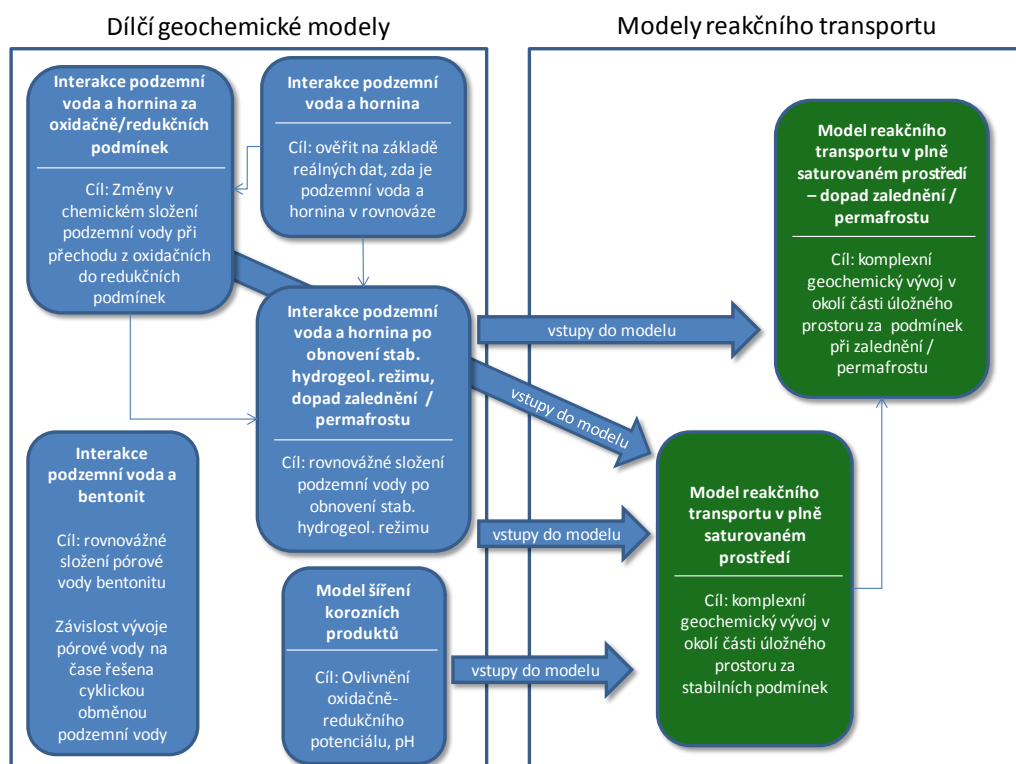 Dílčí geochemické modely
Modely reakčního transportu
Interakce podzemní
voda a hornina za
oxidačně/redukčních
podmínek
Cíl: Změny v
chemickém složení
podzemní vody při
přechodu z oxidačních
do redukčních
podmínek
Interakce podzemní
voda a hornina
Cíl: ověřit na základě
reálných dat, zda je
podzemní voda a
hornina v rovnováze
Interakce podzemní
voda a hornina po
obnovení stab.
hydrogeol. režimu,
dopad zalednění /
permafrostu
Cíl: rovnovážné složení
podzemní vody po
obnovení stab.
hydrogeol. režimu
Interakce
podzemní voda a
bentonit
Cíl: rovnovážné
složení pórové
vody bentonitu
Závislost vývoje
pórové vody na
čase řešena
cyklickou
obměnou
podzemní vody
Model šíření
korozních
produktů
Cíl: Ovlivnění
oxidačně-
redukčního
potenciálu, pH
vstupy do modelu
vstupy do modelu
vstupy do modelu
vstupy do modelu
Model reakčního
transportu v plně
saturovaném prostředí
– dopad zalednění /
permafrostu
Cíl: komplexní
geochemický vývoj v
okolí části úložného
prostoru za podmínek
při zalednění /
permafrostu
Model reakčního
transportu v plně
saturovaném
prostředí
Cíl: komplexní
geochemický vývoj v
okolí části úložného
prostoru za
stabilních podmínek